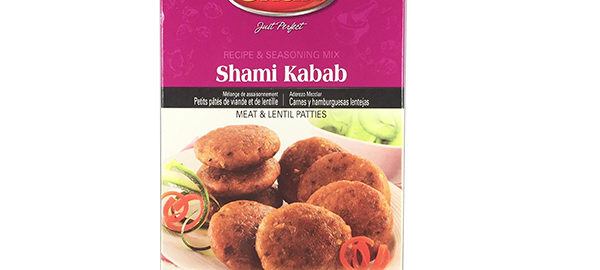 Just Perfect
RECIPE & SEASONING MIX
Shami Kabab
Mélange de assaisonnement
Petits pâtés de viande et de lentille
Aderezo Mezclar
Carnes y hamburguesas lentejas
MEAT & LENTIL PATTIES